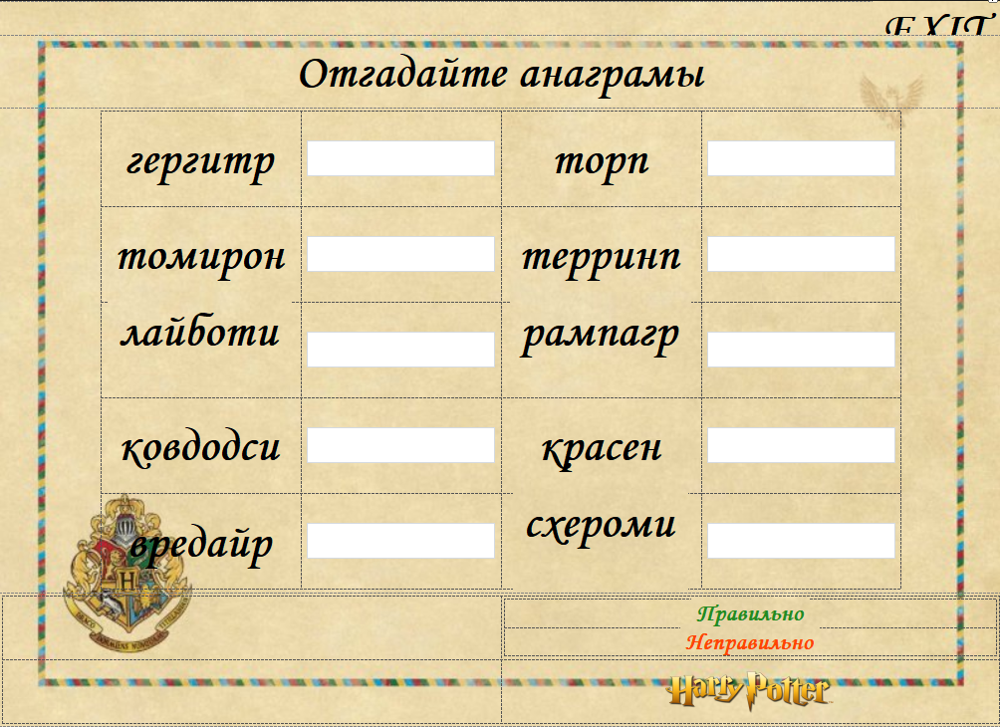 EXIT
Отгадайте анаграмы
гергитр торп
томирон терринп
лайботи рампагр
ковдодси красен
вредайр схероми
H
Правильно
Неправильно
Harry Potter